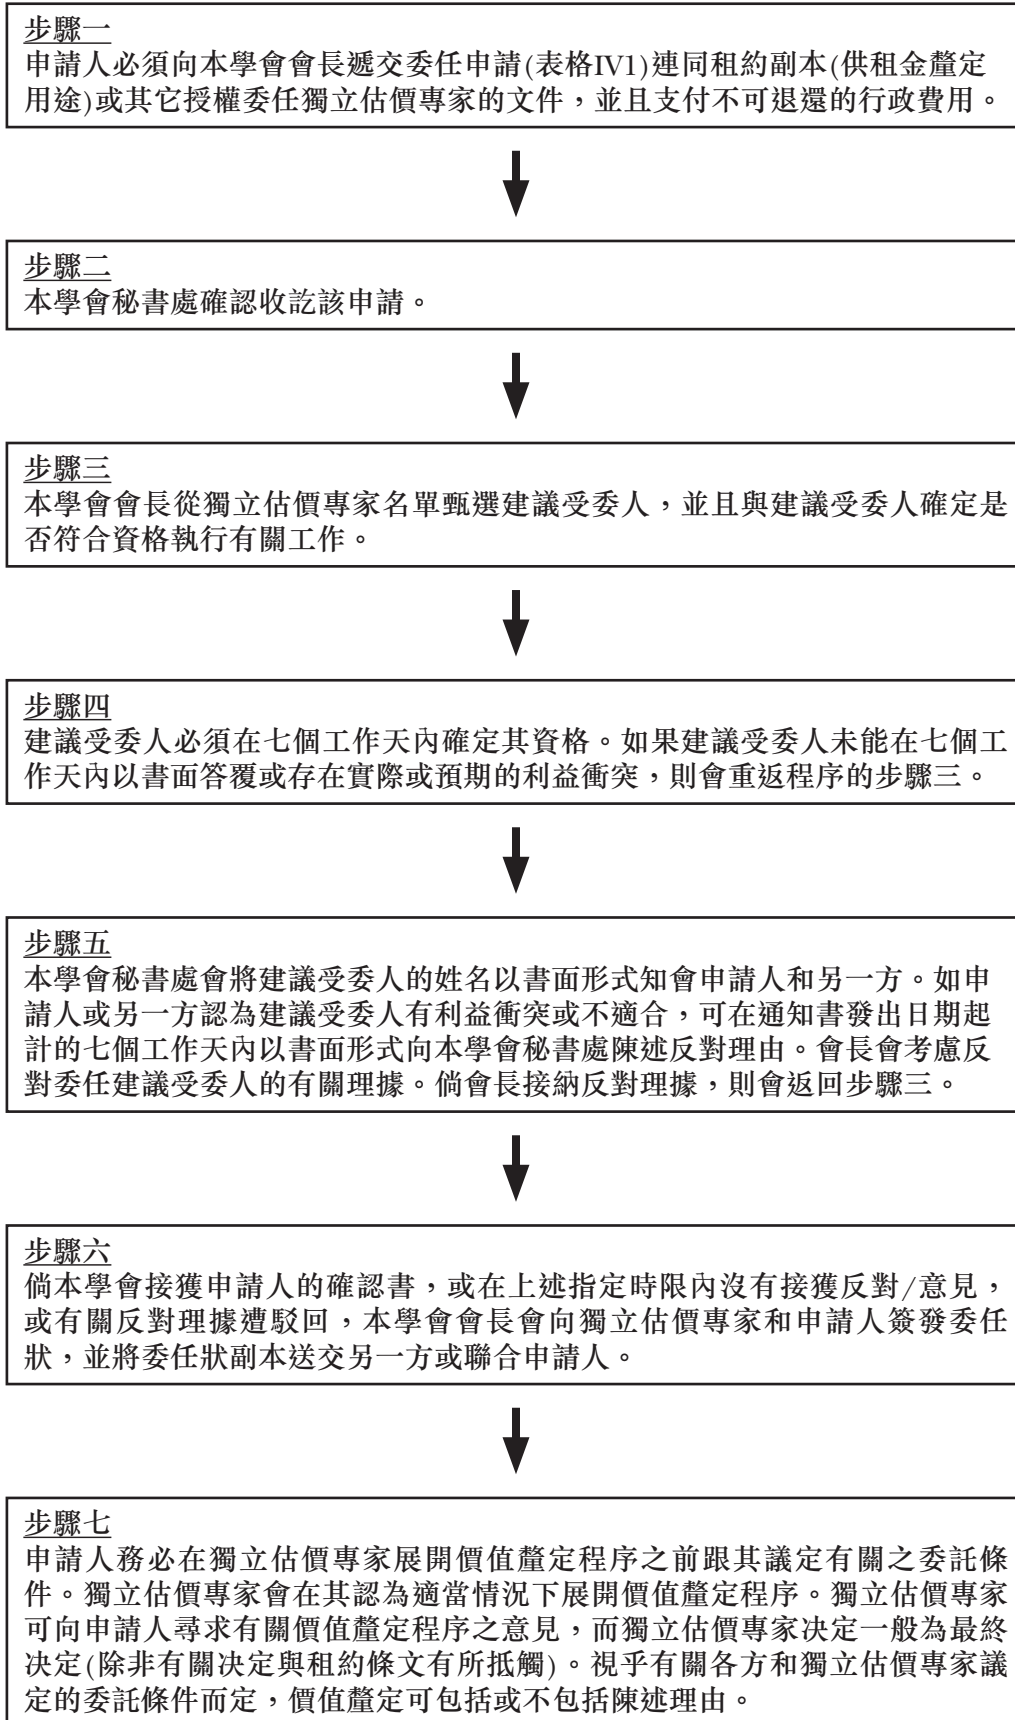 步驟一
申請人必須向本學會會長遞交委任申請(表格IV1)連同租約副本(供租金釐定
用途)或其它授權委任獨立估價專家的文件，並且支付不可退還的行政費用。
步驟二
本學會秘書處確認收訖該申請。
步驟三
本學會會長從獨立估價專家名單甄選建議受委人，並且與建議受委人確定是
否符合資格執行有關工作。
步驟四
建議受委人必須在七個工作天內確定其資格。如果建議受委人未能在七個工
作天內以書面答覆或存在實際或預期的利益衝突，則會重返程序的步驟三。
步驟五
本學會秘書處會將建議受委人的姓名以書面形式知會申請人和另一方。如申
請人或另一方認為建議受委人有利益衝突或不適合，可在通知書發出日期起
計的七個工作天內以書面形式向本學會秘書處陳述反對理由。會長會考慮反
對委任建議受委人的有關理據。倘會長接納反對理據，則會返回步驟三。
步驟六
倘本學會接獲申請人的確認書，或在上述指定時限內沒有接獲反對/意見，
或有關反對理據遭駁回，本學會會長會向獨立估價專家和申請人簽發委任
狀，並將委任狀副本送交另一方或聯合申請人。
步驟七
申請人務必在獨立估價專家展開價值釐定程序之前跟其議定有關之委託條
件。獨立估價專家會在其認為適當情況下展開價值釐定程序。獨立估價專家
可向申請人尋求有關價值釐定程序之意見，而獨立估價專家决定一般為最終
决定(除非有關决定與租約條文有所抵觸)。視乎有關各方和獨立估價專家議
定的委託條件而定，價值釐定可包括或不包括陳述理由。